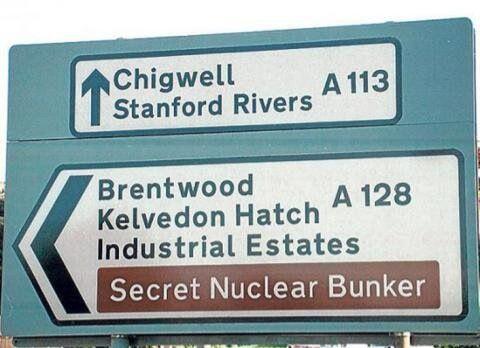 Chigwell
Stanford Rivers A 113
Brentwood
Kelvedon Hatch A 128
Industrial Estates
Secret Nuclear Bunker